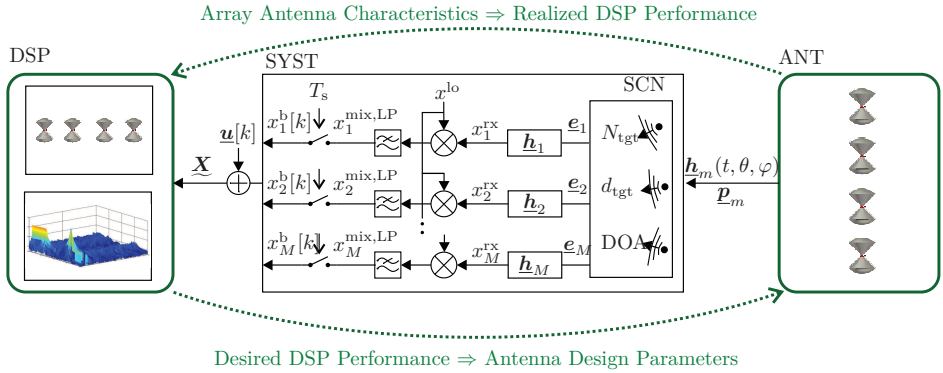 Array Antenna Characteristics ⇒ Realized DSP Performance
DSP
SYST
ANT
SCN
T_s
x^lo
x_1^b[k]
x_1^mix,LP
x_1^rx
h_1
e_1
N_tgt
u[k]
X
x_2^b[k]
x_2^mix,LP
x_2^rx
h_2
e_2
d_tgt
h_m(t, θ, φ)
p_m
x_M^b[k]
x_M^mix,LP
x_M^rx
h_M
e_M
DOA
Desired DSP Performance ⇒ Antenna Design Parameters